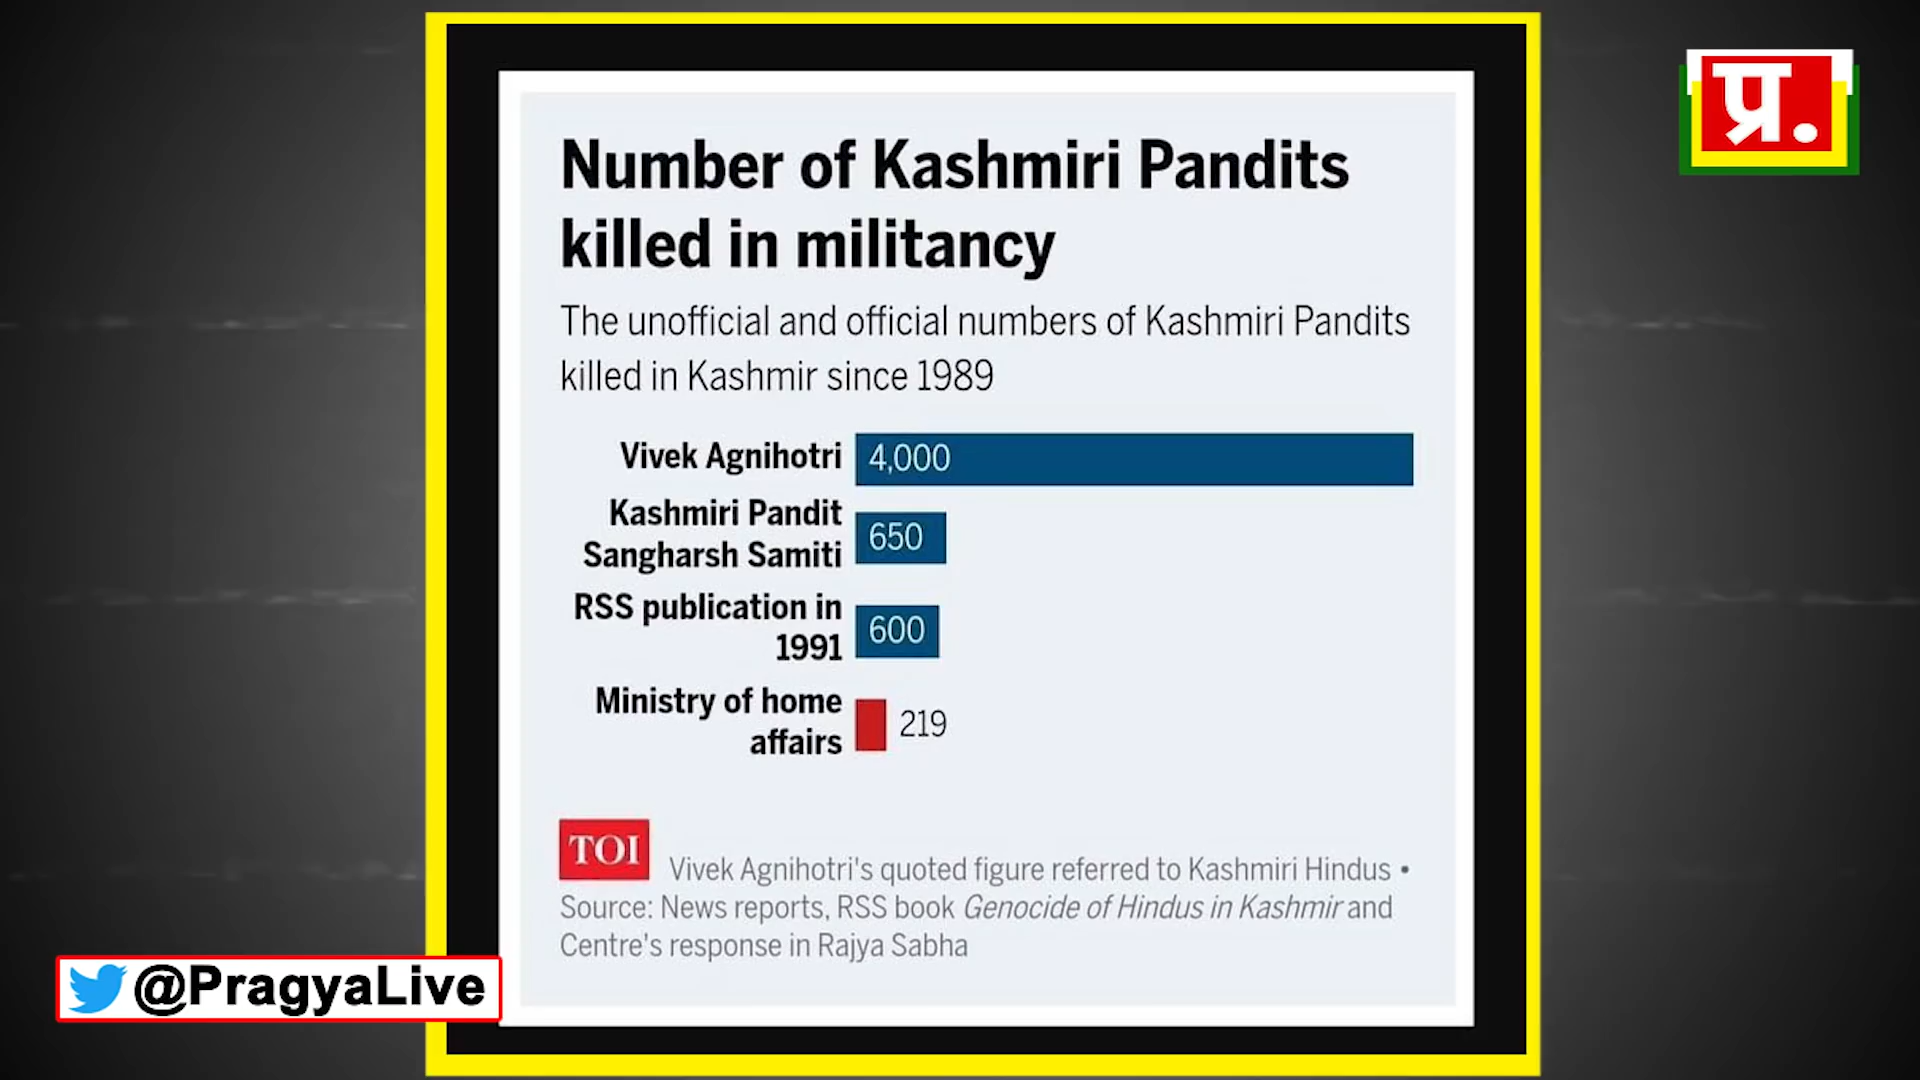 Number of Kashmiri Pandits
killed in militancy
The unofficial and official numbers of Kashmiri Pandits
killed in Kashmir since 1989
Vivek Agnihotri 4,000
Kashmiri Pandit
Sangharsh Samiti 650
RSS publication in
1991 600
Ministry of home
affairs 219
TOI Vivek Agnihotri's quoted figure referred to Kashmiri Hindus •
Source: News reports, RSS book Genocide of Hindus in Kashmir and
Centre's response in Rajya Sabha
@PragyaLive
प्र.